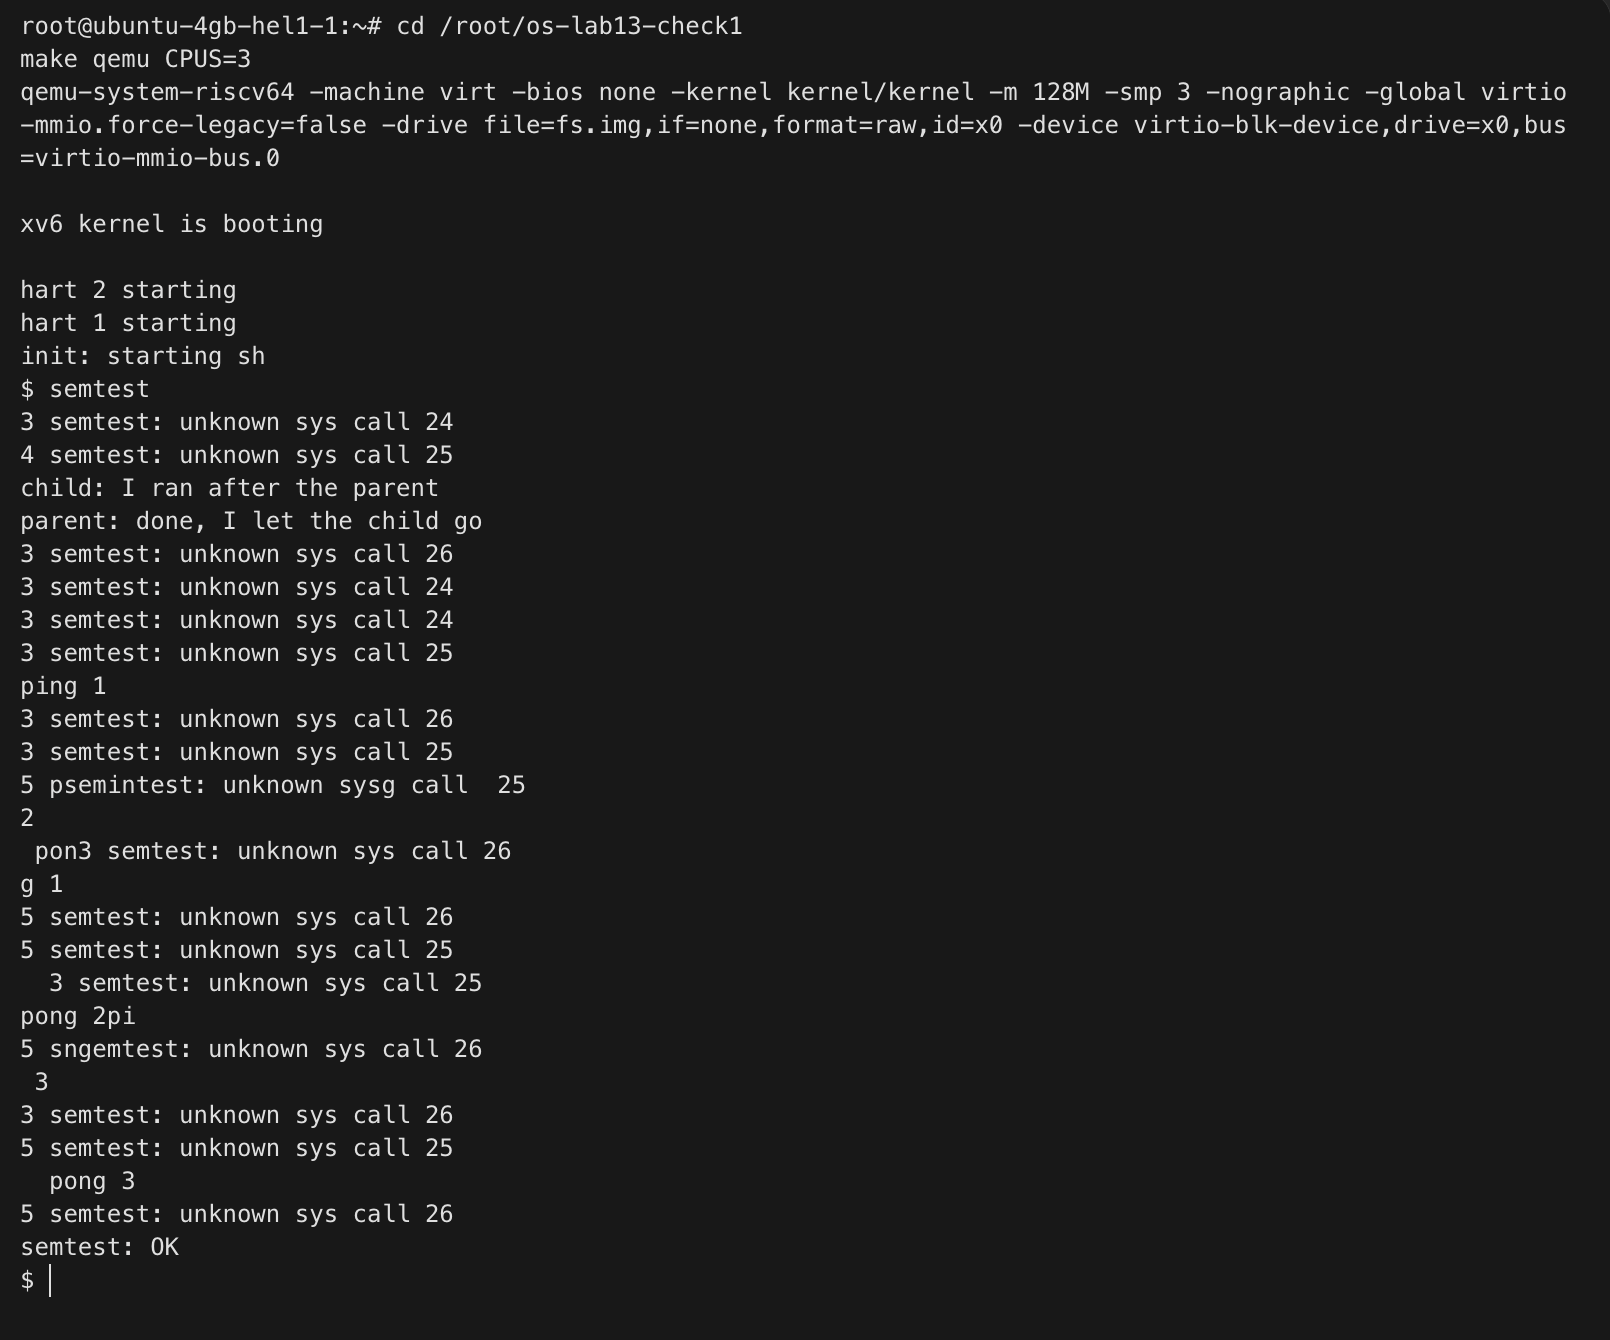 root@ubuntu-4gb-hel1-1:~# cd /root/os-lab13-check1
make qemu CPUS=3
qemu-system-riscv64 -machine virt -bios none -kernel kernel/kernel -m 128M -smp 3 -nographic -global virtio
-mmio.force-legacy=false -drive file=fs.img,if=none,format=raw,id=x0 -device virtio-blk-device,drive=x0,bus
=virtio-mmio-bus.0

xv6 kernel is booting

hart 2 starting
hart 1 starting
init: starting sh
$ semtest
3 semtest: unknown sys call 24
4 semtest: unknown sys call 25
child: I ran after the parent
parent: done, I let the child go
3 semtest: unknown sys call 26
3 semtest: unknown sys call 24
3 semtest: unknown sys call 24
3 semtest: unknown sys call 25
ping 1
3 semtest: unknown sys call 26
3 semtest: unknown sys call 25
5 psemintest: unknown sysg call  25
2
 pon3 semtest: unknown sys call 26
g 1
5 semtest: unknown sys call 26
5 semtest: unknown sys call 25
  3 semtest: unknown sys call 25
pong 2pi
5 sngemtest: unknown sys call 26
 3
3 semtest: unknown sys call 26
5 semtest: unknown sys call 25
  pong 3
5 semtest: unknown sys call 26
semtest: OK
$